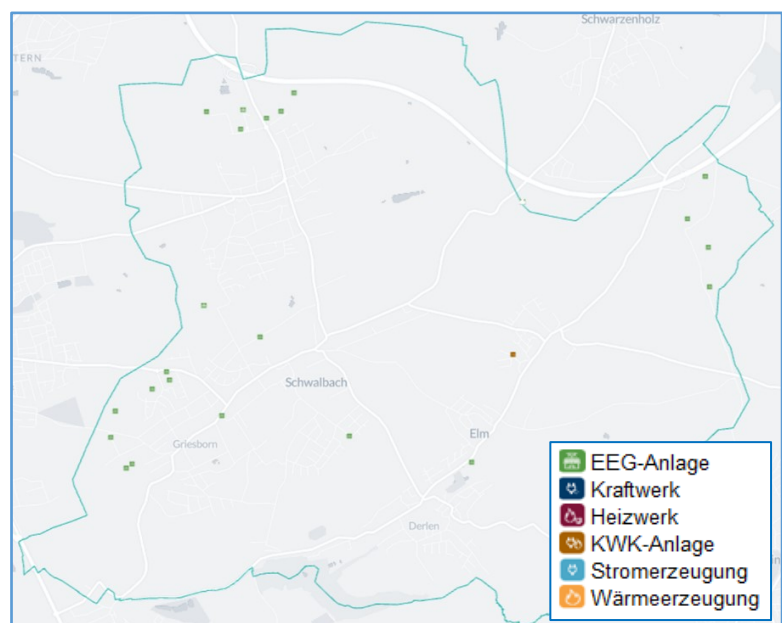 Schwarzenholz
TERN
Schwalbach
Griesborn
Elm
Derlen
EEG-Anlage
Kraftwerk
Heizwerk
KWK-Anlage
Stromerzeugung
Wärmeerzeugung